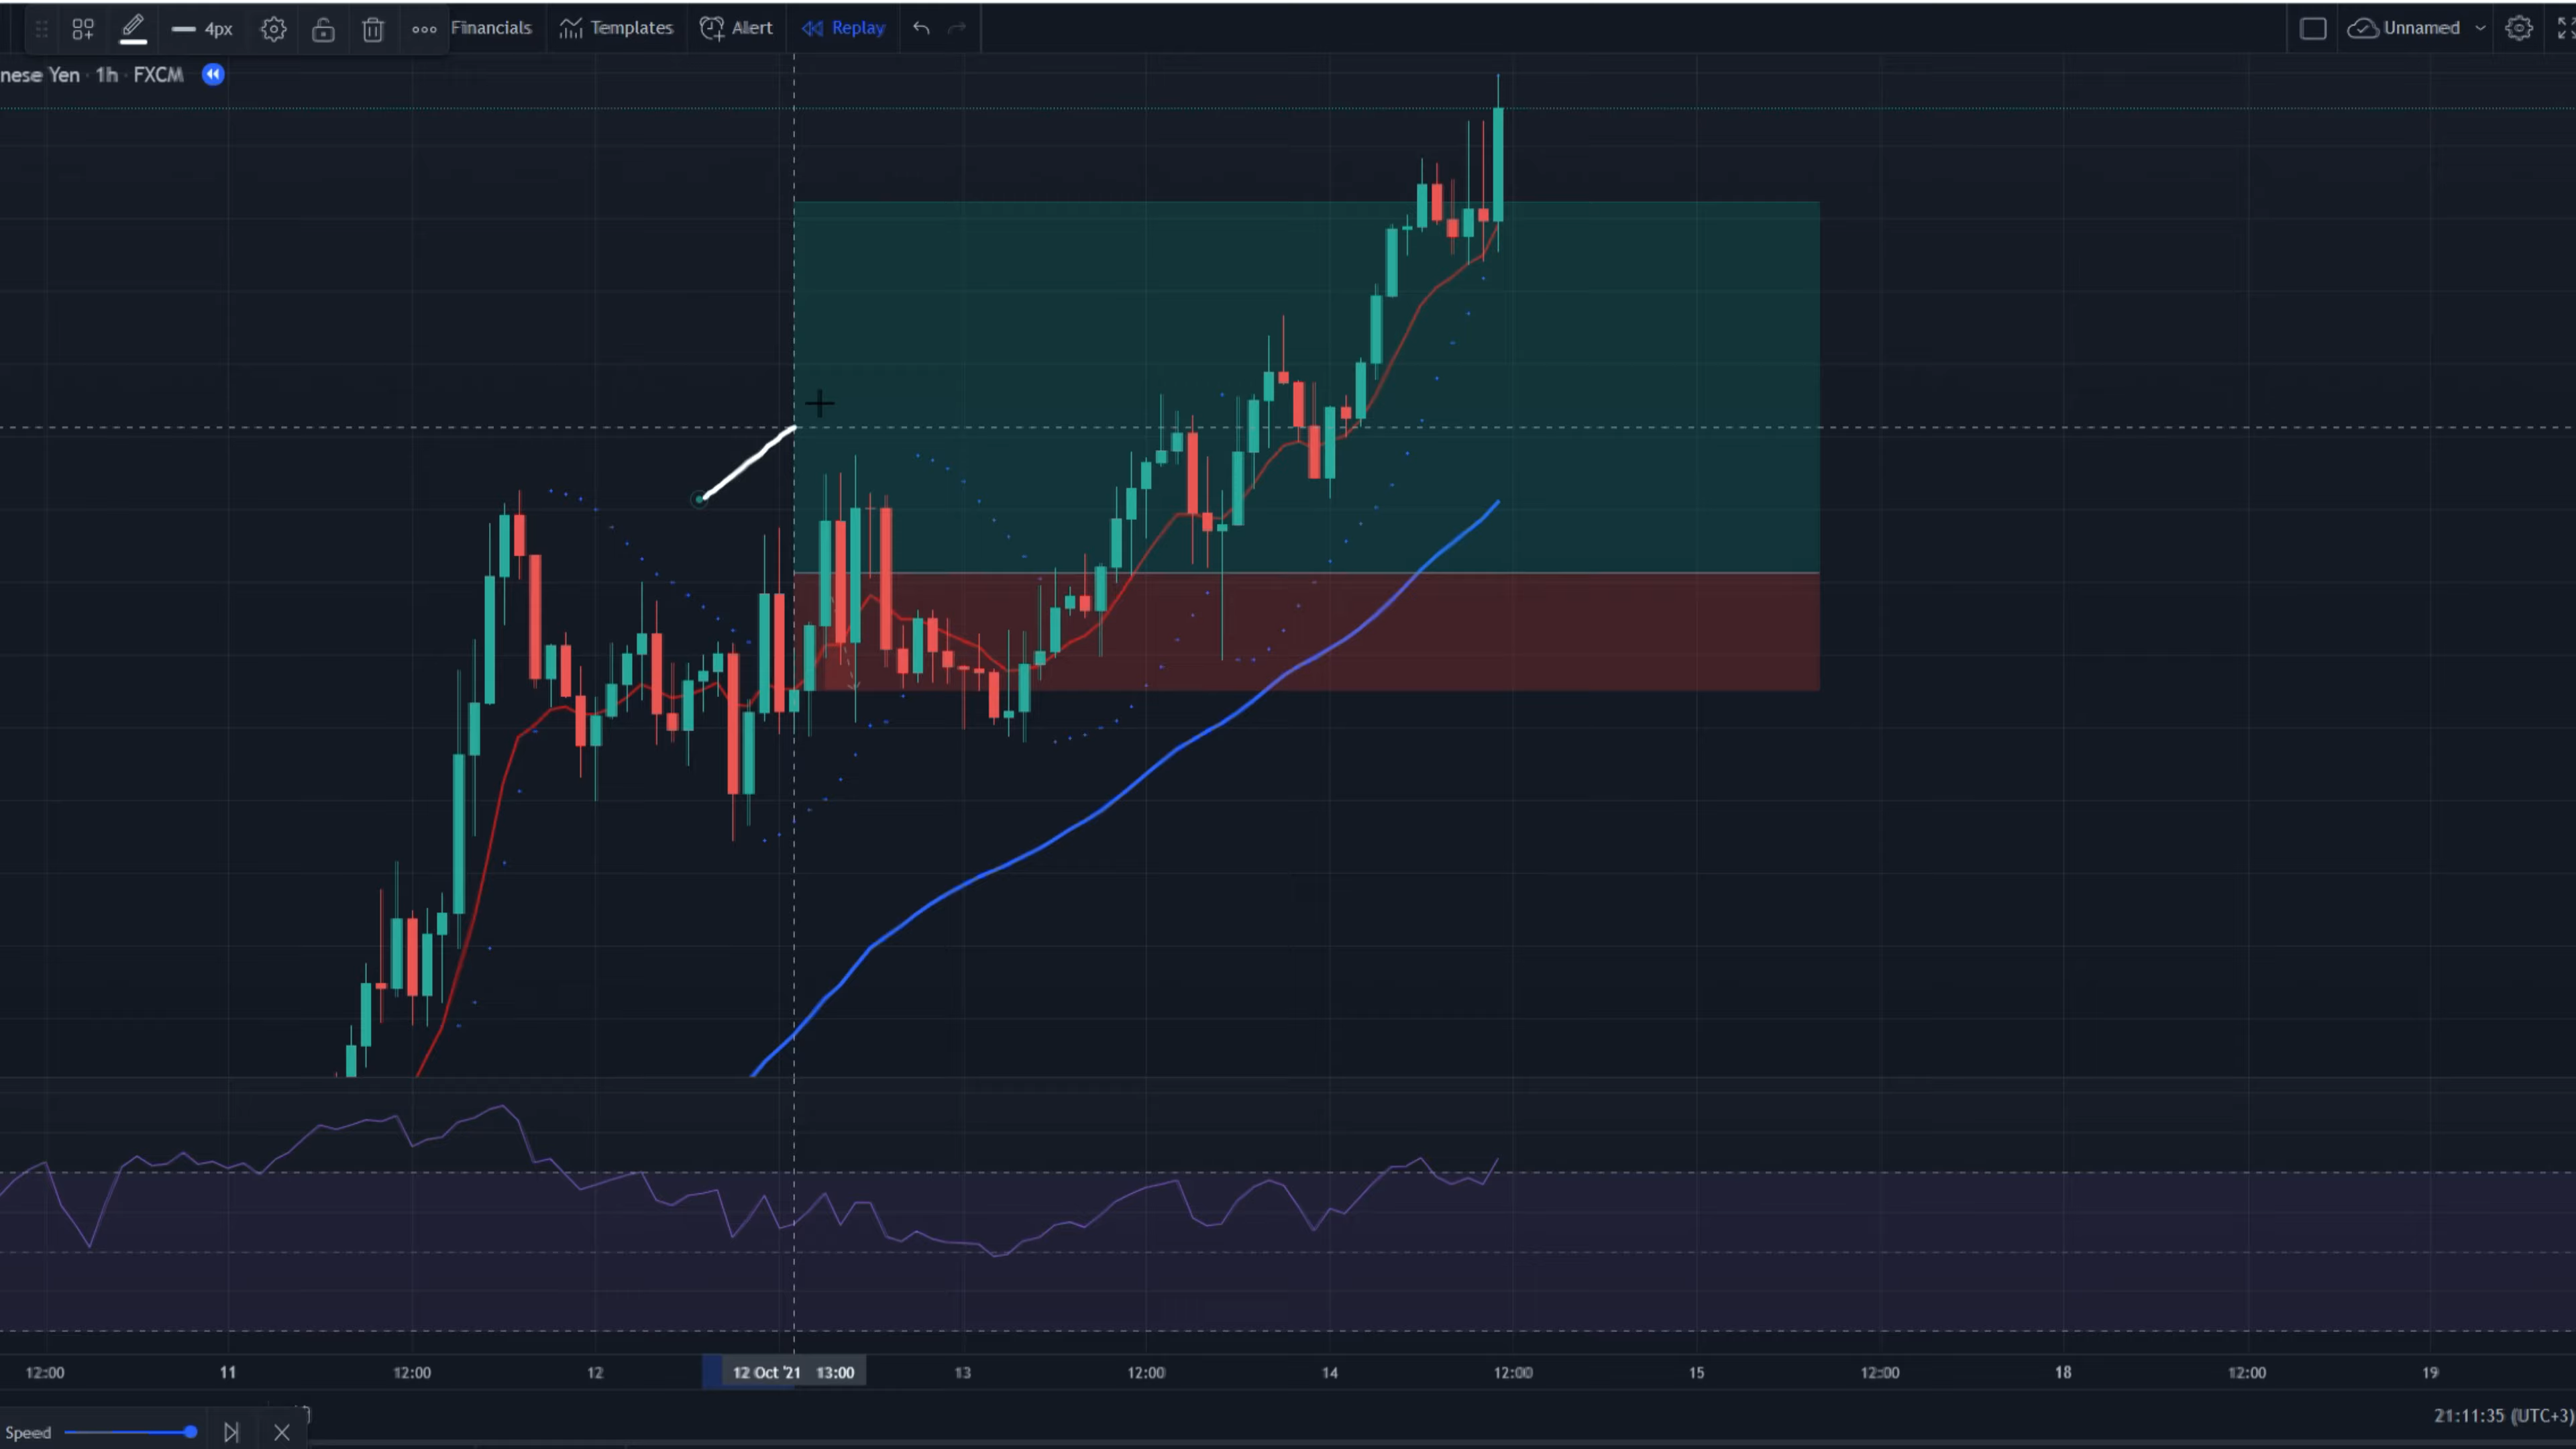 4px Financials Templates Alert Replay Unnamed
nese Yen · 1h · FXCM
12:00 11 12:00 12 12 Oct '21 13:00 13 12:00 14 12:00 15 12:00 18 12:00 19
21:11:35 (UTC+3)
Speed